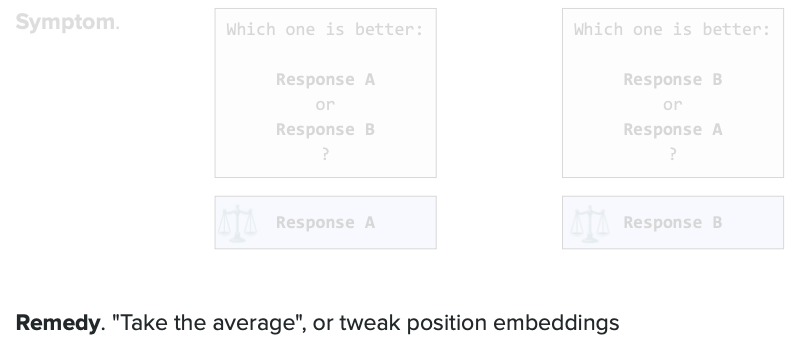 Symptom.
Which one is better:
Response A
or
Response B
?
Response A
Which one is better:
Response B
or
Response A
?
Response B
Remedy. "Take the average", or tweak position embeddings